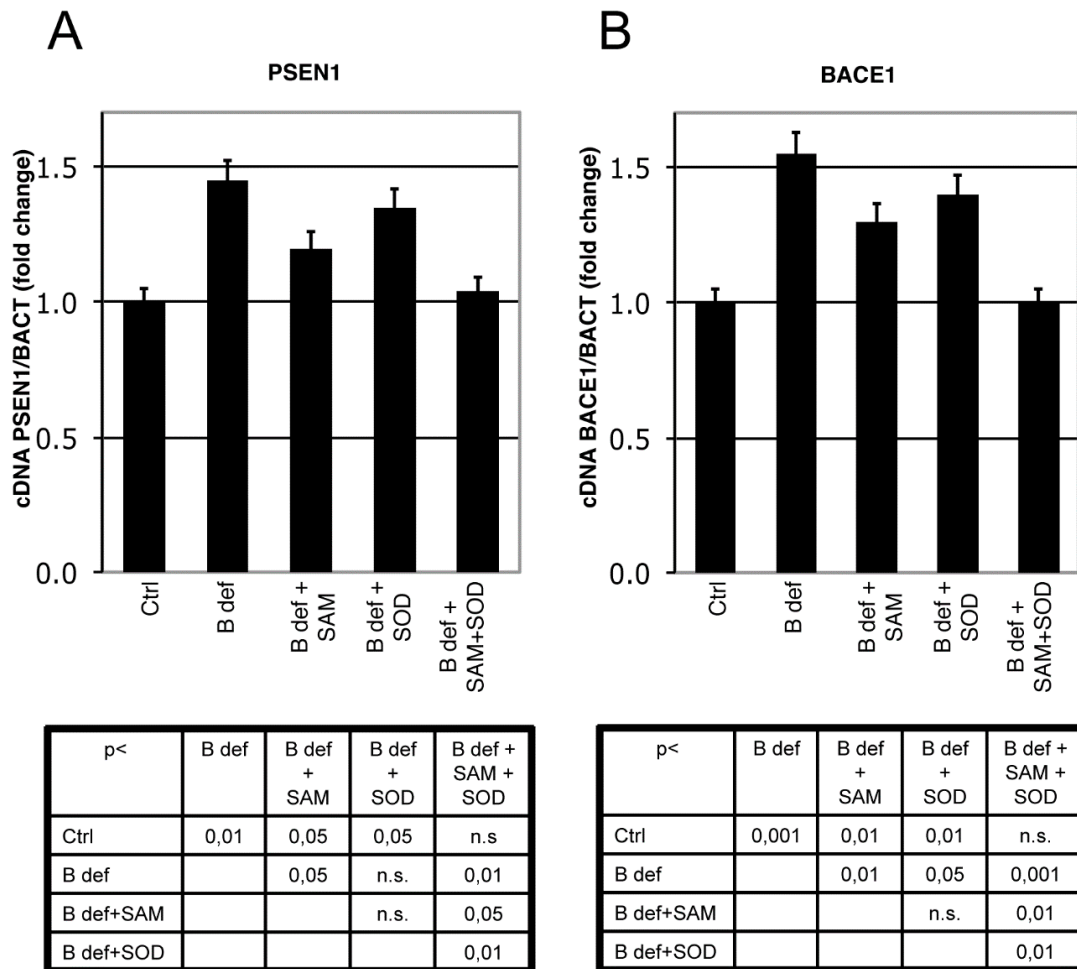 A
PSEN1
cDNA PSEN1/BACT (fold change)
1.5
1.0
0.5
0.0
Ctrl
B def
B def +
SAM
B def +
SOD
B def +
SAM+SOD
p< B def B def + SAM B def + SOD B def + SAM + SOD
Ctrl 0,01 0,05 0,05 n.s
B def 0,05 n.s. 0,01
B def+SAM n.s. 0,05
B def+SOD 0,01
B
BACE1
cDNA BACE1/BACT (fold change)
1.5
1.0
0.5
0.0
Ctrl
B def
B def +
SAM
B def +
SOD
B def +
SAM+SOD
p< B def B def + SAM B def + SOD B def + SAM + SOD
Ctrl 0,001 0,01 0,01 n.s.
B def 0,01 0,05 0,001
B def+SAM n.s. 0,01
B def+SOD 0,01